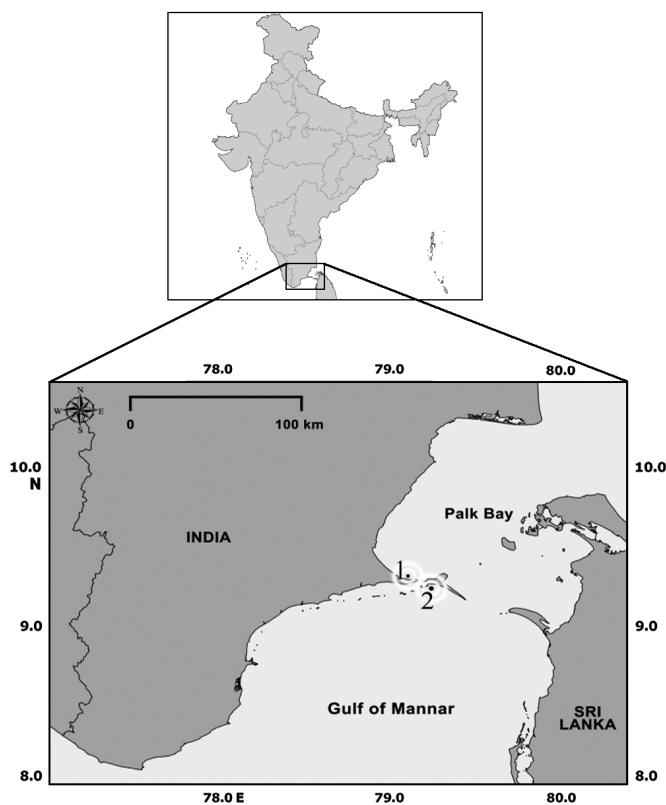 78.0 79.0 80.0
N
W E
S
0 100 km
10.0 10.0
N
Palk Bay
INDIA
1
2
9.0 9.0
Gulf of Mannar
SRI
LANKA
8.0 8.0
78.0 E 79.0 80.0